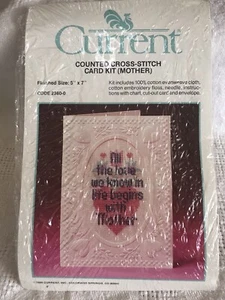 Current
COUNTED CROSS-STITCH
CARD KIT (MOTHER)
Finished Size: 5" x 7"
CODE 2360-6
Kit includes 100% cotton
cloth,
cotton embroidery floss, needle, instruc-
tions with chart, cut-out card and envelope.
All
the love
we know in
life begins
with
Mother